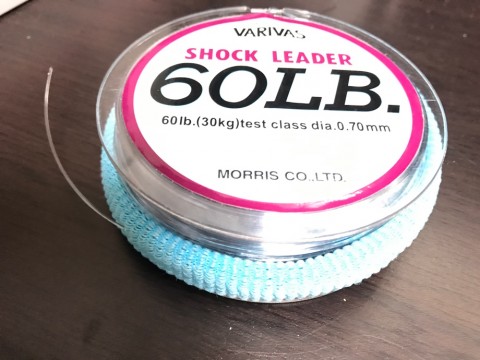 VARIVAS
SHOCK LEADER
60LB.
60lb.(30kg)test class dia.0.70mm
MORRIS CO.,LTD.